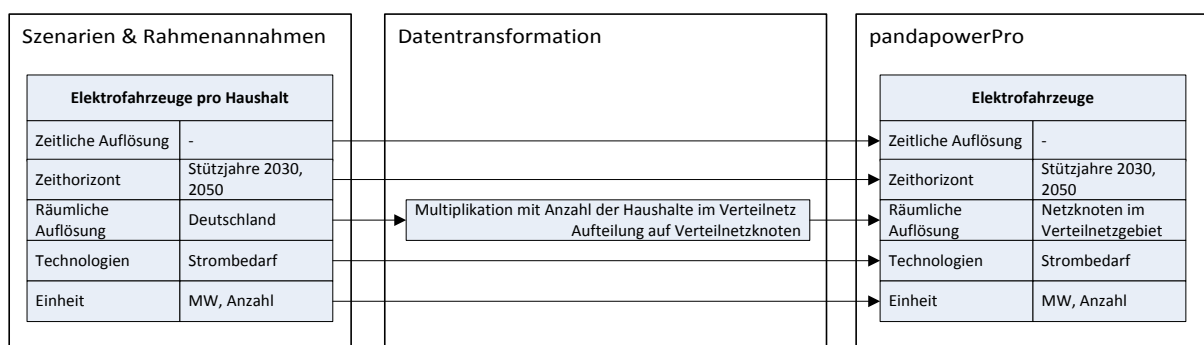 Szenarien & Rahmenannahmen
Elektrofahrzeuge pro Haushalt
Zeitliche Auflösung -
Zeithorizont Stützjahre 2030,
2050
Räumliche
Auflösung Deutschland
Technologien Strombedarf
Einheit MW, Anzahl
Datentransformation
Multiplikation mit Anzahl der Haushalte im Verteilnetz
Aufteilung auf Verteilnetzknoten
pandapowerPro
Elektrofahrzeuge
Zeitliche Auflösung -
Zeithorizont Stützjahre 2030,
2050
Räumliche Netzknoten im
Auflösung Verteilnetzgebiet
Technologien Strombedarf
Einheit MW, Anzahl